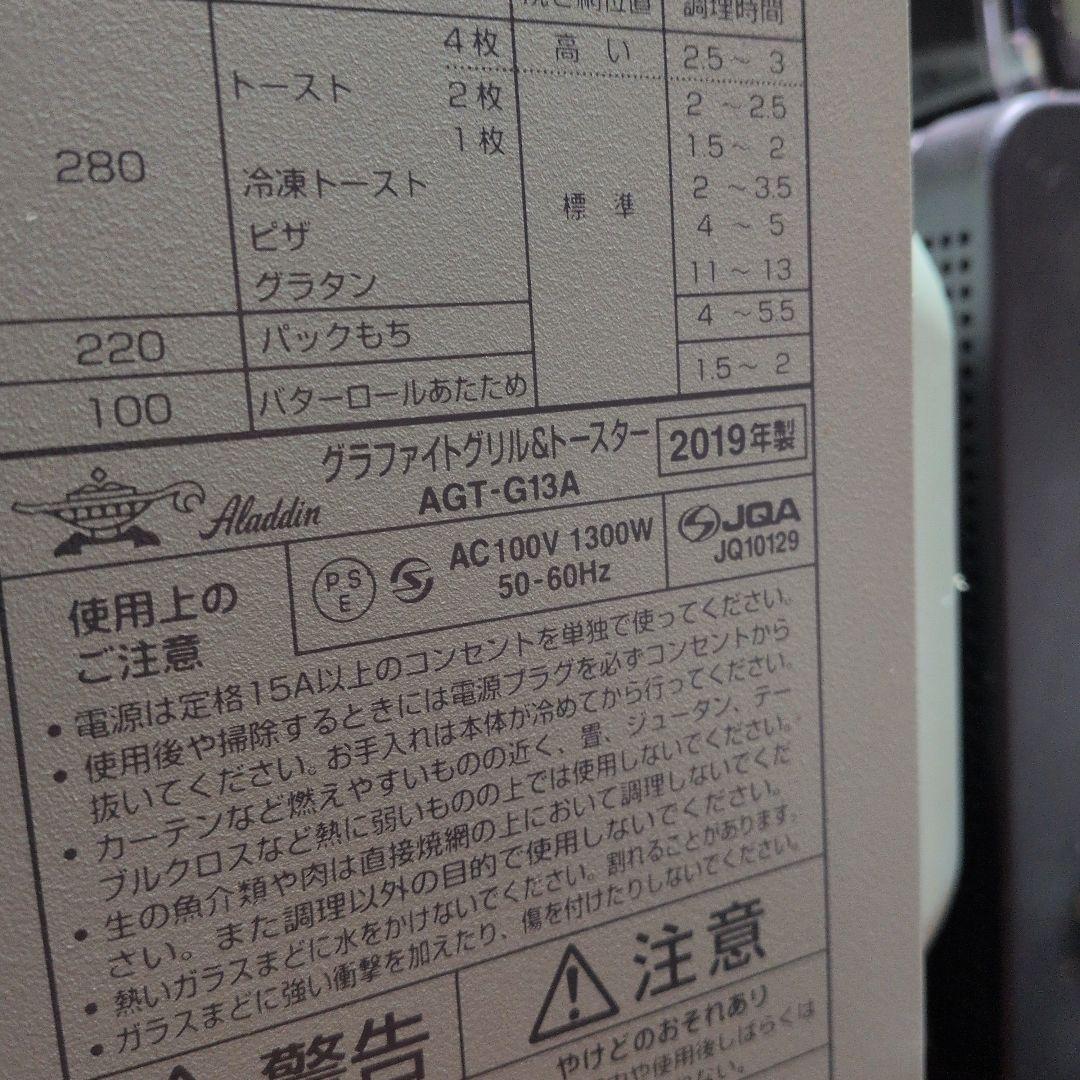 調理時間
4枚 高い 2.5～ 3
トースト 2枚 2 ～2.5
1枚 1.5～ 2
280 冷凍トースト 2 ～3.5
標準
ピザ 4 ～ 5
グラタン 11～13
220 パックもち 4 ～5.5
100 バターロールあたため 1.5～ 2
グラファイトグリル&トースター 2019年製
Aladdin AGT-G13A
PSE AC100V 1300W
50-60Hz
JQA
JQ10129
使用上の
ご注意
• 電源は定格15A以上のコンセントを単独で使ってください。
• 使用後や掃除するときには電源プラグを必ずコンセントから
抜いてください。お手入れは本体が冷めてから行ってください。
• カーテンなど燃えやすいものの近く、畳、ジュータン、テー
ブルクロスなど熱に弱いものの上では使用しないでください。
• 生の魚介類や肉は直接焼網の上において調理しないでくだ
さい。また調理以外の目的で使用しないでください。
• 熱いガラスまどに水をかけないでください。割れることがあります。
• ガラスまどに強い衝撃を加えたり、傷を付けたりしないでください。
警告
注意
やけどのおそれあり
や使用後しばらくは